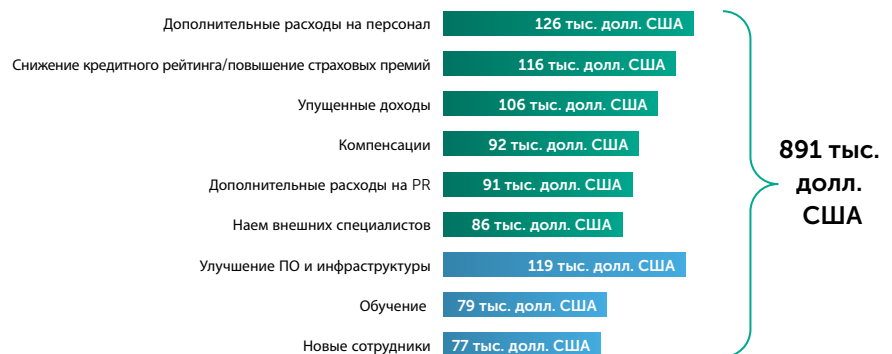 Дополнительные расходы на персонал 126 тыс. долл. США
Снижение кредитного рейтинга/повышение страховых премий 116 тыс. долл. США
Упущенные доходы 106 тыс. долл. США
Компенсации 92 тыс. долл. США
Дополнительные расходы на PR 91 тыс. долл. США
Наем внешних специалистов 86 тыс. долл. США
Улучшение ПО и инфраструктуры 119 тыс. долл. США
Обучение 79 тыс. долл. США
Новые сотрудники 77 тыс. долл. США
891 тыс.
долл.
США